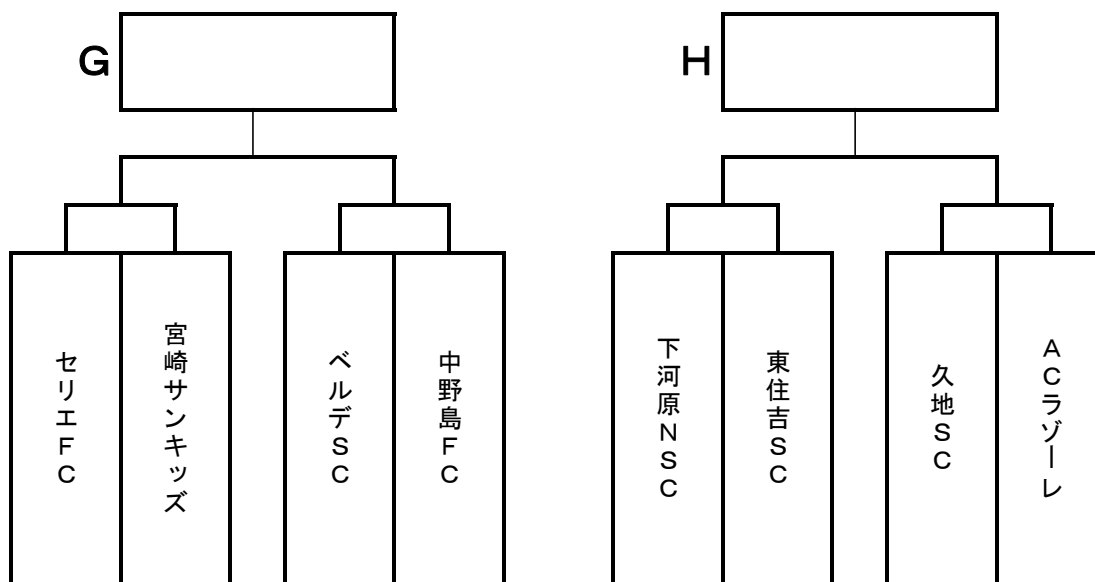 G
H
セリエFC
宮崎サンキッズ
ベルデSC
中野島FC
下河原NSC
東住吉SC
久地SC
ACラゾーレ